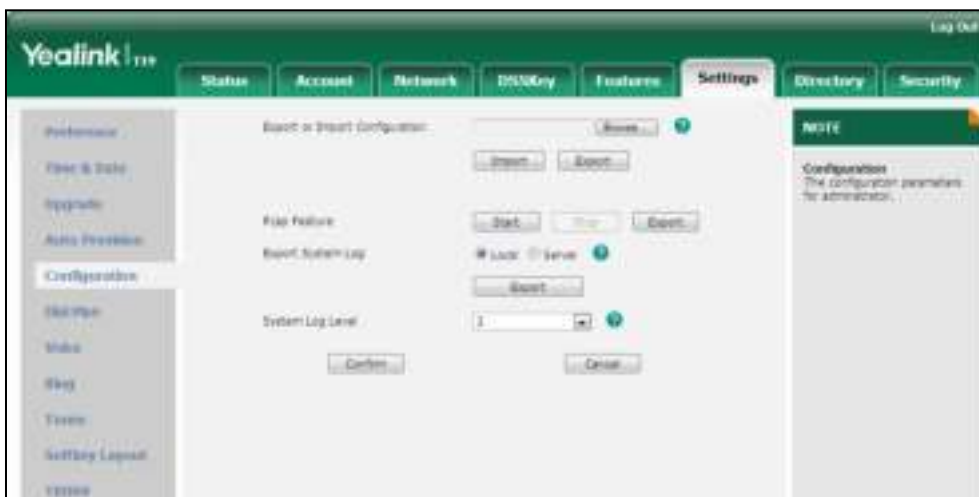 Log Out
Yealink T19
Status Account Network DSSKey Features Settings Directory Security
Preference
Export or Import Configuration Browse...
NOTE
Time & Date
Import Export
Configuration
The configuration parameters for administrator.
Upgrade
Pcap Feature Start Stop Export
Auto Provision
Export System Log Local Server
Configuration
Export
Dial Plan
System Log Level 3
Voice
Confirm Cancel
Ring
Tones
Softkey Layout
TR069